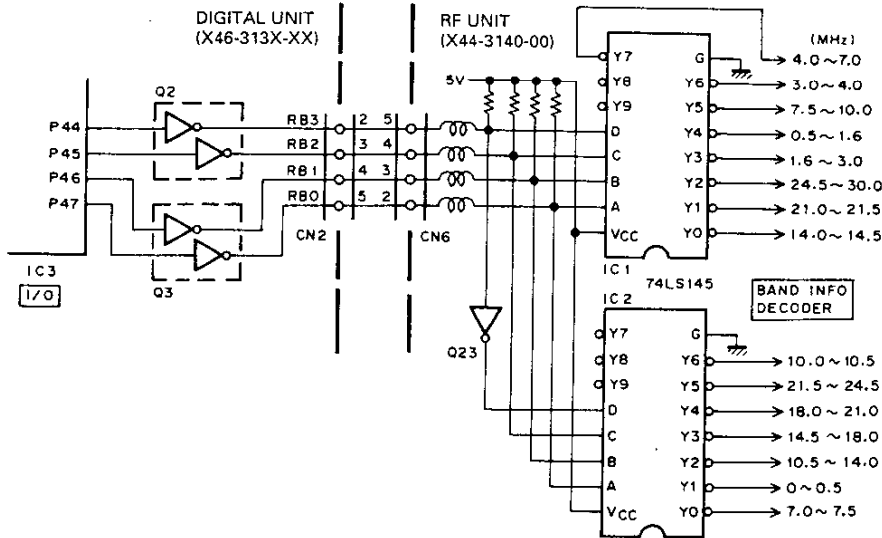 DIGITAL UNIT
(X46-313X-XX)
RF UNIT
(X44-3140-00)
(MHz)
5V
Q2
P44
P45
P46
P47
IC3
I/O
Q3
RB3
RB2
RB1
RB0
2 5
3 4
4 3
5 2
CN2
CN6
Y7
Y8
Y9
D
C
B
A
VCC
G
Y6
Y5
Y4
Y3
Y2
Y1
Y0
4.0~7.0
3.0~4.0
7.5~10.0
0.5~1.6
1.6~3.0
24.5~30.0
21.0~21.5
14.0~14.5
IC1
74LS145
IC2
BAND INFO
DECODER
Q23
Y7
Y8
Y9
D
C
B
A
VCC
G
Y6
Y5
Y4
Y3
Y2
Y1
Y0
10.0~10.5
21.5~24.5
18.0~21.0
14.5~18.0
10.5~14.0
0~0.5
7.0~7.5